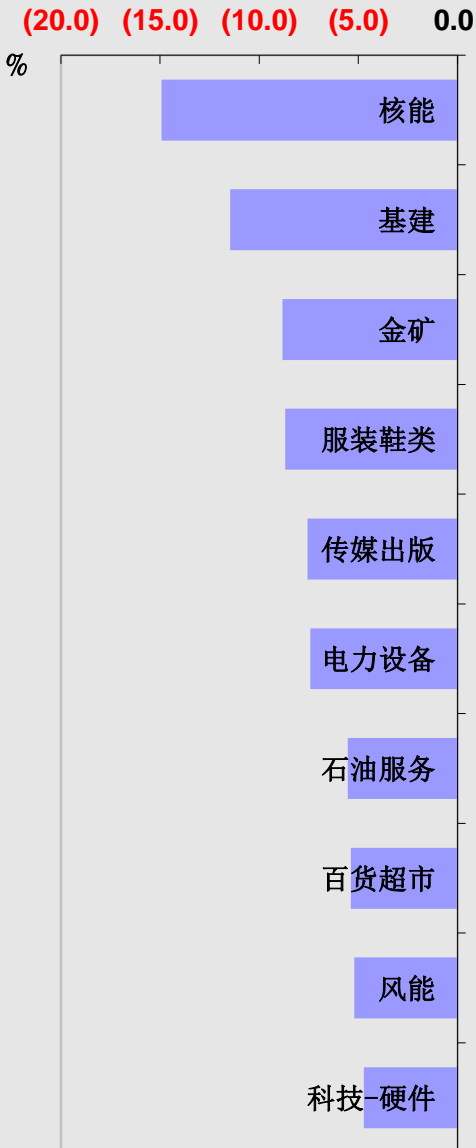 (20.0) (15.0) (10.0) (5.0) 0.0
%
核能
基建
金矿
服装鞋类
传媒出版
电力设备
石油服务
百货超市
风能
科技-硬件